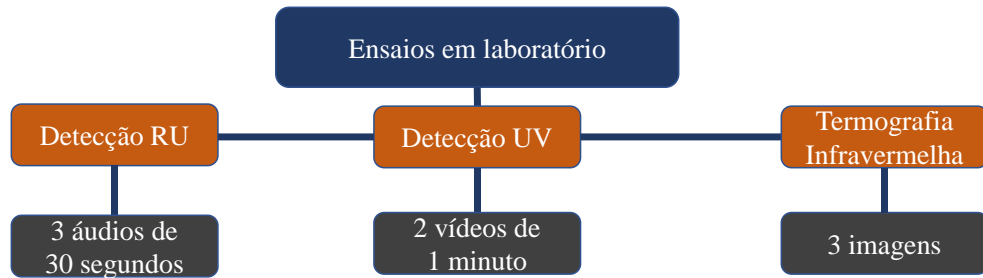 Ensaios em laboratório
Detecção RU
Detecção UV
Termografia
Infravermelha
3 áudios de
30 segundos
2 vídeos de
1 minuto
3 imagens